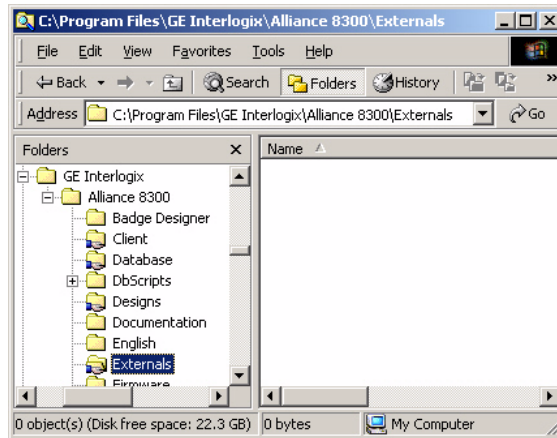 C:\Program Files\GE Interlogix\Alliance 8300\Externals
File Edit View Favorites Tools Help
Back Search Folders History »
Address C:\Program Files\GE Interlogix\Alliance 8300\Externals Go
Folders Name
GE Interlogix
Alliance 8300
Badge Designer
Client
Database
DbScripts
Designs
Documentation
English
Externals
Firmware
0 object(s) (Disk free space: 22.3 GB) 0 bytes My Computer